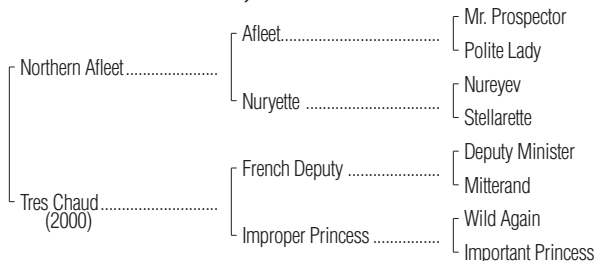 Mr. Prospector
Afleet
Polite Lady
Northern Afleet
Nureyev
Nuryette
Stellarette
Deputy Minister
French Deputy
Mitterand
Tres Chaud
(2000)
Wild Again
Improper Princess
Important Princess